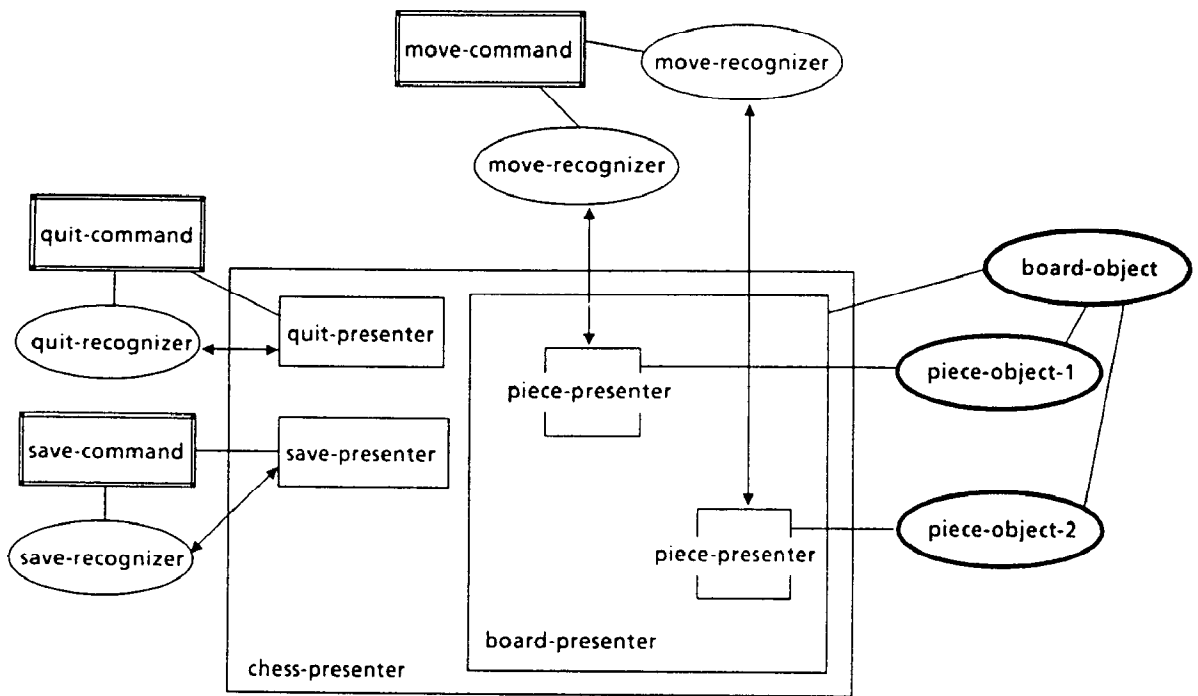 move-command
move-recognizer
move-recognizer
quit-command
board-object
quit-recognizer
quit-presenter
piece-object-1
piece-presenter
save-command
save-presenter
piece-object-2
save-recognizer
piece-presenter
board-presenter
chess-presenter